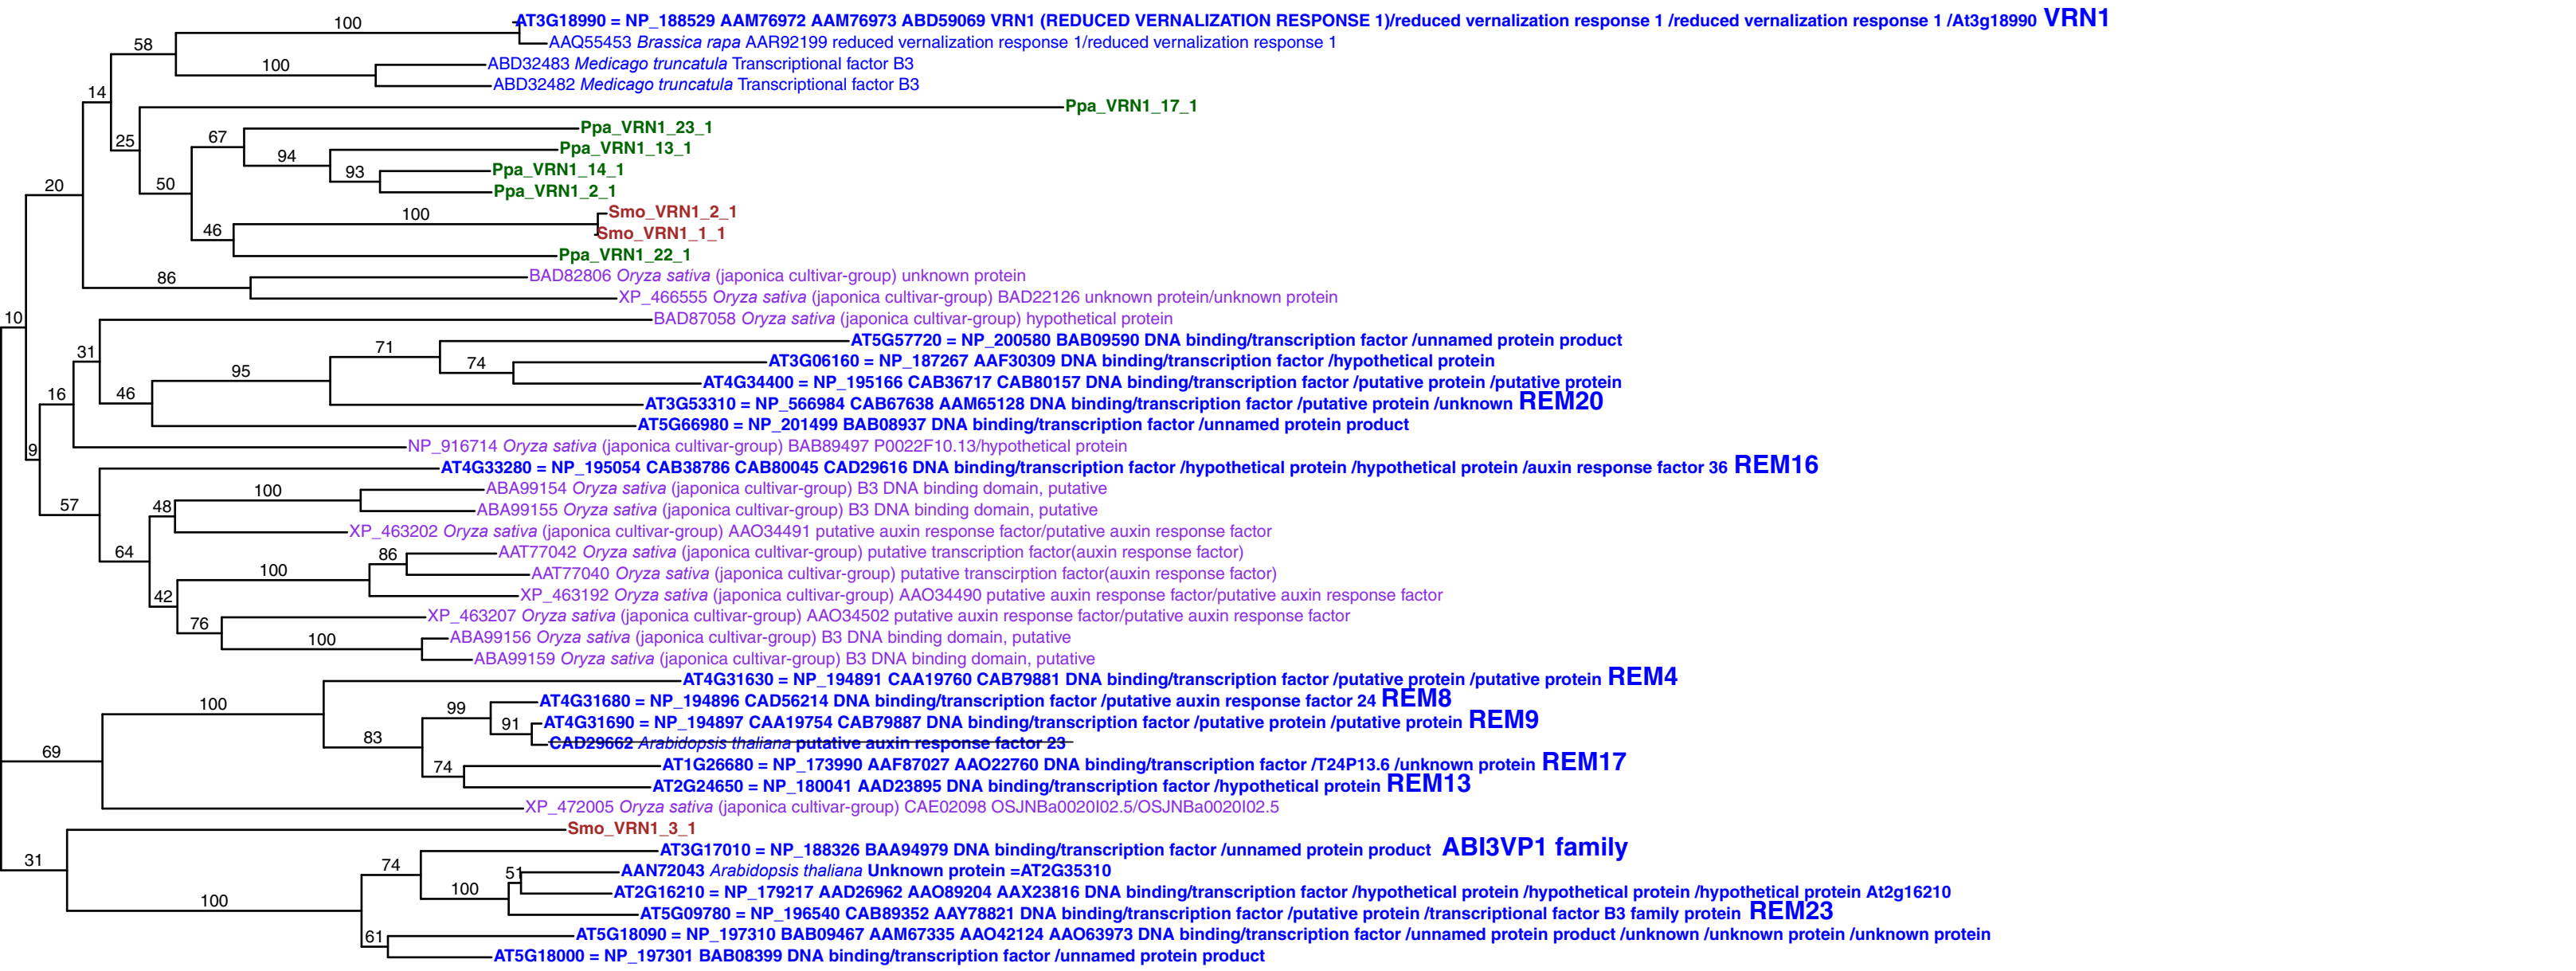 100
AT3G18990 = NP_188529 AAM76972 AAM76973 ABD59069 VRN1 (REDUCED VERNALIZATION RESPONSE 1)/reduced vernalization response 1 /reduced vernalization response 1 /At3g18990 VRN1
58
AAQ55453 Brassica rapa AAR92199 reduced vernalization response 1/reduced vernalization response 1
100
ABD32483 Medicago truncatula Transcriptional factor B3
ABD32482 Medicago truncatula Transcriptional factor B3
14
Ppa_VRN1_17_1
25
67
Ppa_VRN1_23_1
94
Ppa_VRN1_13_1
93
Ppa_VRN1_14_1
20
50
Ppa_VRN1_2_1
100
Smo_VRN1_2_1
46
Smo_VRN1_1_1
Ppa_VRN1_22_1
86
BAD82806 Oryza sativa (japonica cultivar-group) unknown protein
XP_466555 Oryza sativa (japonica cultivar-group) BAD22126 unknown protein/unknown protein
10
BAD87058 Oryza sativa (japonica cultivar-group) hypothetical protein
31
71
AT5G57720 = NP_200580 BAB09590 DNA binding/transcription factor /unnamed protein product
74
AT3G06160 = NP_187267 AAF30309 DNA binding/transcription factor /hypothetical protein
95
AT4G34400 = NP_195166 CAB36717 CAB80157 DNA binding/transcription factor /putative protein /putative protein
16
46
AT3G53310 = NP_566984 CAB67638 AAM65128 DNA binding/transcription factor /putative protein /unknown REM20
AT5G66980 = NP_201499 BAB08937 DNA binding/transcription factor /unnamed protein product
9
NP_916714 Oryza sativa (japonica cultivar-group) BAB89497 P0022F10.13/hypothetical protein
AT4G33280 = NP_195054 CAB38786 CAB80045 CAD29616 DNA binding/transcription factor /hypothetical protein /hypothetical protein /auxin response factor 36 REM16
57
100
ABA99154 Oryza sativa (japonica cultivar-group) B3 DNA binding domain, putative
48
ABA99155 Oryza sativa (japonica cultivar-group) B3 DNA binding domain, putative
XP_463202 Oryza sativa (japonica cultivar-group) AAO34491 putative auxin response factor/putative auxin response factor
64
86
AAT77042 Oryza sativa (japonica cultivar-group) putative transcription factor(auxin response factor)
100
AAT77040 Oryza sativa (japonica cultivar-group) putative transcirption factor(auxin response factor)
42
XP_463192 Oryza sativa (japonica cultivar-group) AAO34490 putative auxin response factor/putative auxin response factor
76
XP_463207 Oryza sativa (japonica cultivar-group) AAO34502 putative auxin response factor/putative auxin response factor
100
ABA99156 Oryza sativa (japonica cultivar-group) B3 DNA binding domain, putative
ABA99159 Oryza sativa (japonica cultivar-group) B3 DNA binding domain, putative
AT4G31630 = NP_194891 CAA19760 CAB79881 DNA binding/transcription factor /putative protein /putative protein REM4
100
99
AT4G31680 = NP_194896 CAD56214 DNA binding/transcription factor /putative auxin response factor 24 REM8
91
AT4G31690 = NP_194897 CAA19754 CAB79887 DNA binding/transcription factor /putative protein /putative protein REM9
83
CAD29662 Arabidopsis thaliana putative auxin response factor 23
69
74
AT1G26680 = NP_173990 AAF87027 AAO22760 DNA binding/transcription factor /T24P13.6 /unknown protein REM17
AT2G24650 = NP_180041 AAD23895 DNA binding/transcription factor /hypothetical protein REM13
XP_472005 Oryza sativa (japonica cultivar-group) CAE02098 OSJNBa0020I02.5/OSJNBa0020I02.5
Smo_VRN1_3_1
31
74
AT3G17010 = NP_188326 BAA94979 DNA binding/transcription factor /unnamed protein product ABI3VP1 family
51
AAN72043 Arabidopsis thaliana Unknown protein =AT2G35310
100
AT2G16210 = NP_179217 AAD26962 AAO89204 AAX23816 DNA binding/transcription factor /hypothetical protein /hypothetical protein /hypothetical protein At2g16210
100
AT5G09780 = NP_196540 CAB89352 AAY78821 DNA binding/transcription factor /putative protein /transcriptional factor B3 family protein REM23
61
AT5G18090 = NP_197310 BAB09467 AAM67335 AAO42124 AAO63973 DNA binding/transcription factor /unnamed protein product /unknown /unknown protein /unknown protein
AT5G18000 = NP_197301 BAB08399 DNA binding/transcription factor /unnamed protein product